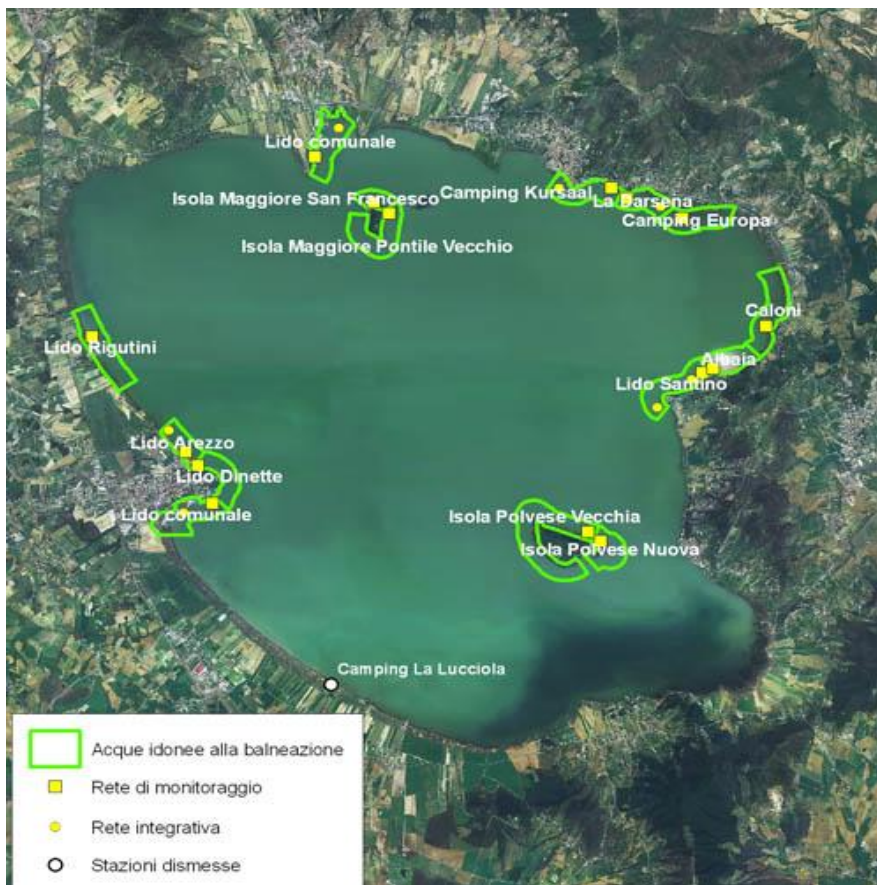 Lido comunale
Isola Maggiore San Francesco
Camping Kursaal
La Darsena
Camping Europa
Isola Maggiore Pontile Vecchio
Caloni
Lido Rigutini
Albaia
Lido Santino
Lido Arezzo
Lido Dinette
Lido comunale
Isola Polvese Vecchia
Isola Polvese Nuova
Camping La Lucciola
Acque idonee alla balneazione
Rete di monitoraggio
Rete integrativa
Stazioni dismesse